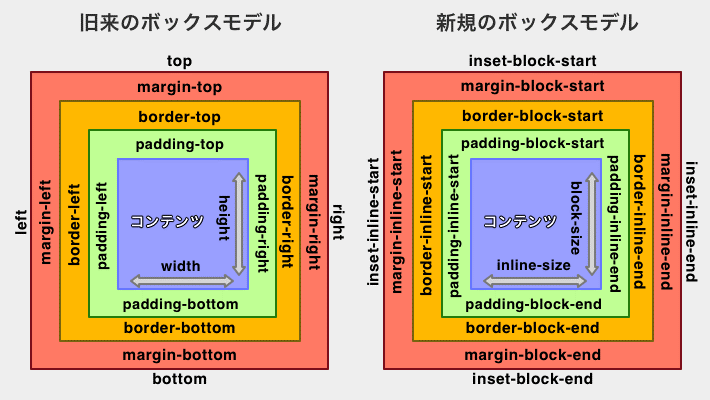 旧来のボックスモデル
top
margin-top
border-top
padding-top
left
margin-left
border-left
padding-left
コンテンツ
height
width
padding-right
border-right
margin-right
right
padding-bottom
border-bottom
margin-bottom
bottom
新規のボックスモデル
inset-block-start
margin-block-start
border-block-start
padding-block-start
inset-inline-start
margin-inline-start
border-inline-start
padding-inline-start
コンテンツ
block-size
inline-size
padding-inline-end
border-inline-end
margin-inline-end
inset-inline-end
padding-block-end
border-block-end
margin-block-end
inset-block-end